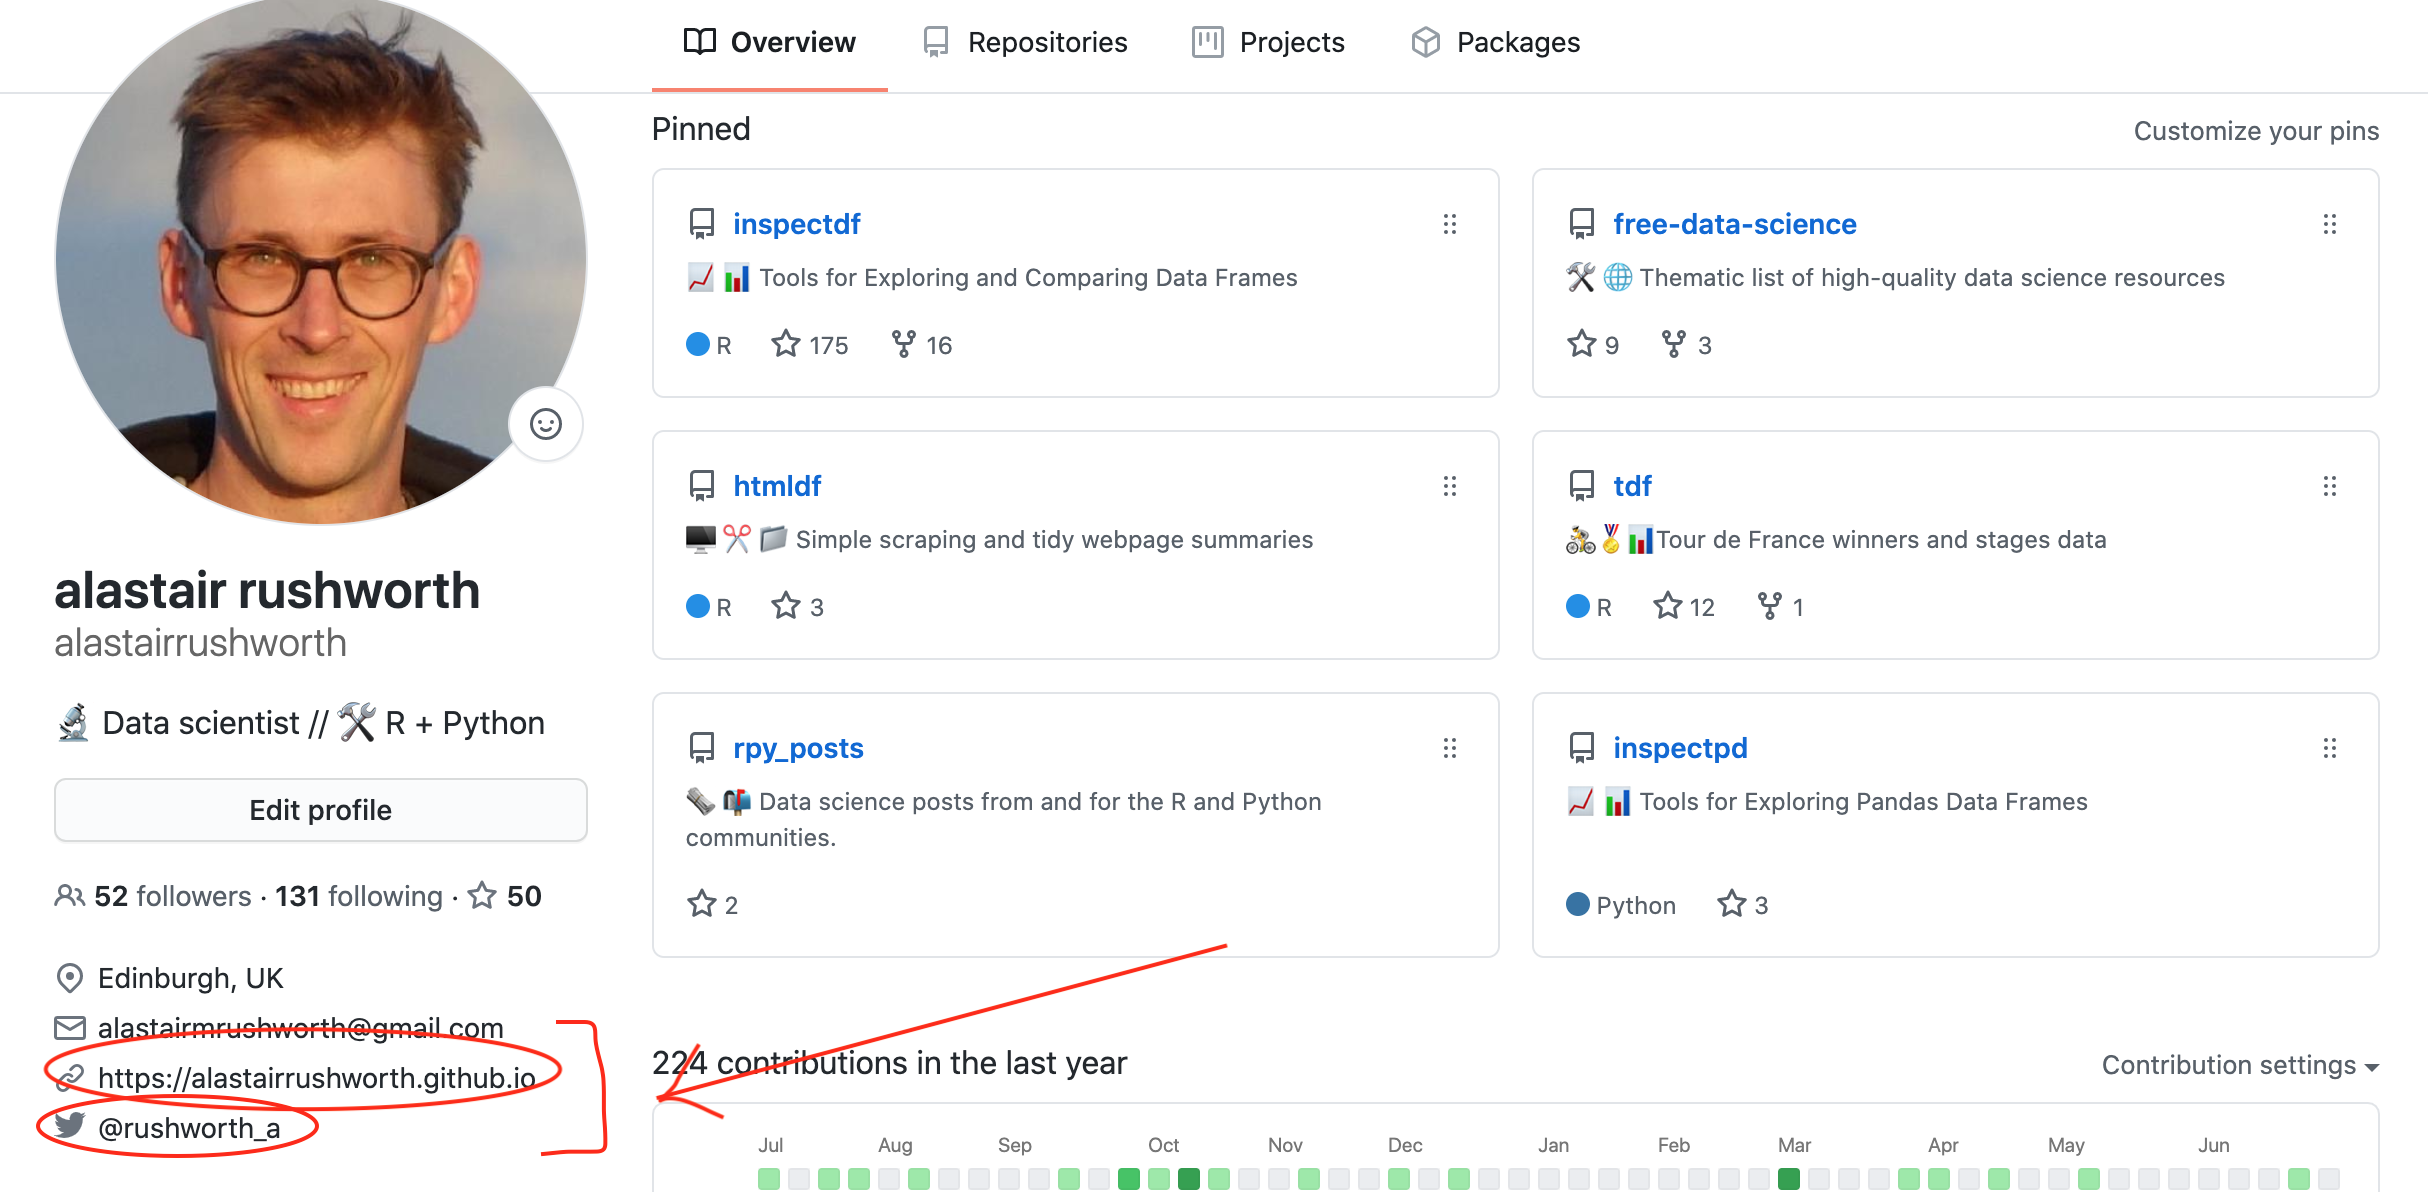 Overview Repositories Projects Packages
Pinned Customize your pins
inspectdf
Tools for Exploring and Comparing Data Frames
R 175 16
free-data-science
Thematic list of high-quality data science resources
9 3
htmldf
Simple scraping and tidy webpage summaries
R 3
tdf
Tour de France winners and stages data
R 12 1
rpy_posts
Data science posts from and for the R and Python
communities.
2
inspectpd
Tools for Exploring Pandas Data Frames
Python 3
alastair rushworth
alastairrushworth
Data scientist // R + Python
Edit profile
52 followers · 131 following · 50
Edinburgh, UK
alastairmrushworth@gmail.com
https://alastairrushworth.github.io
@rushworth_a
224 contributions in the last year Contribution settings
Jul Aug Sep Oct Nov Dec Jan Feb Mar Apr May Jun